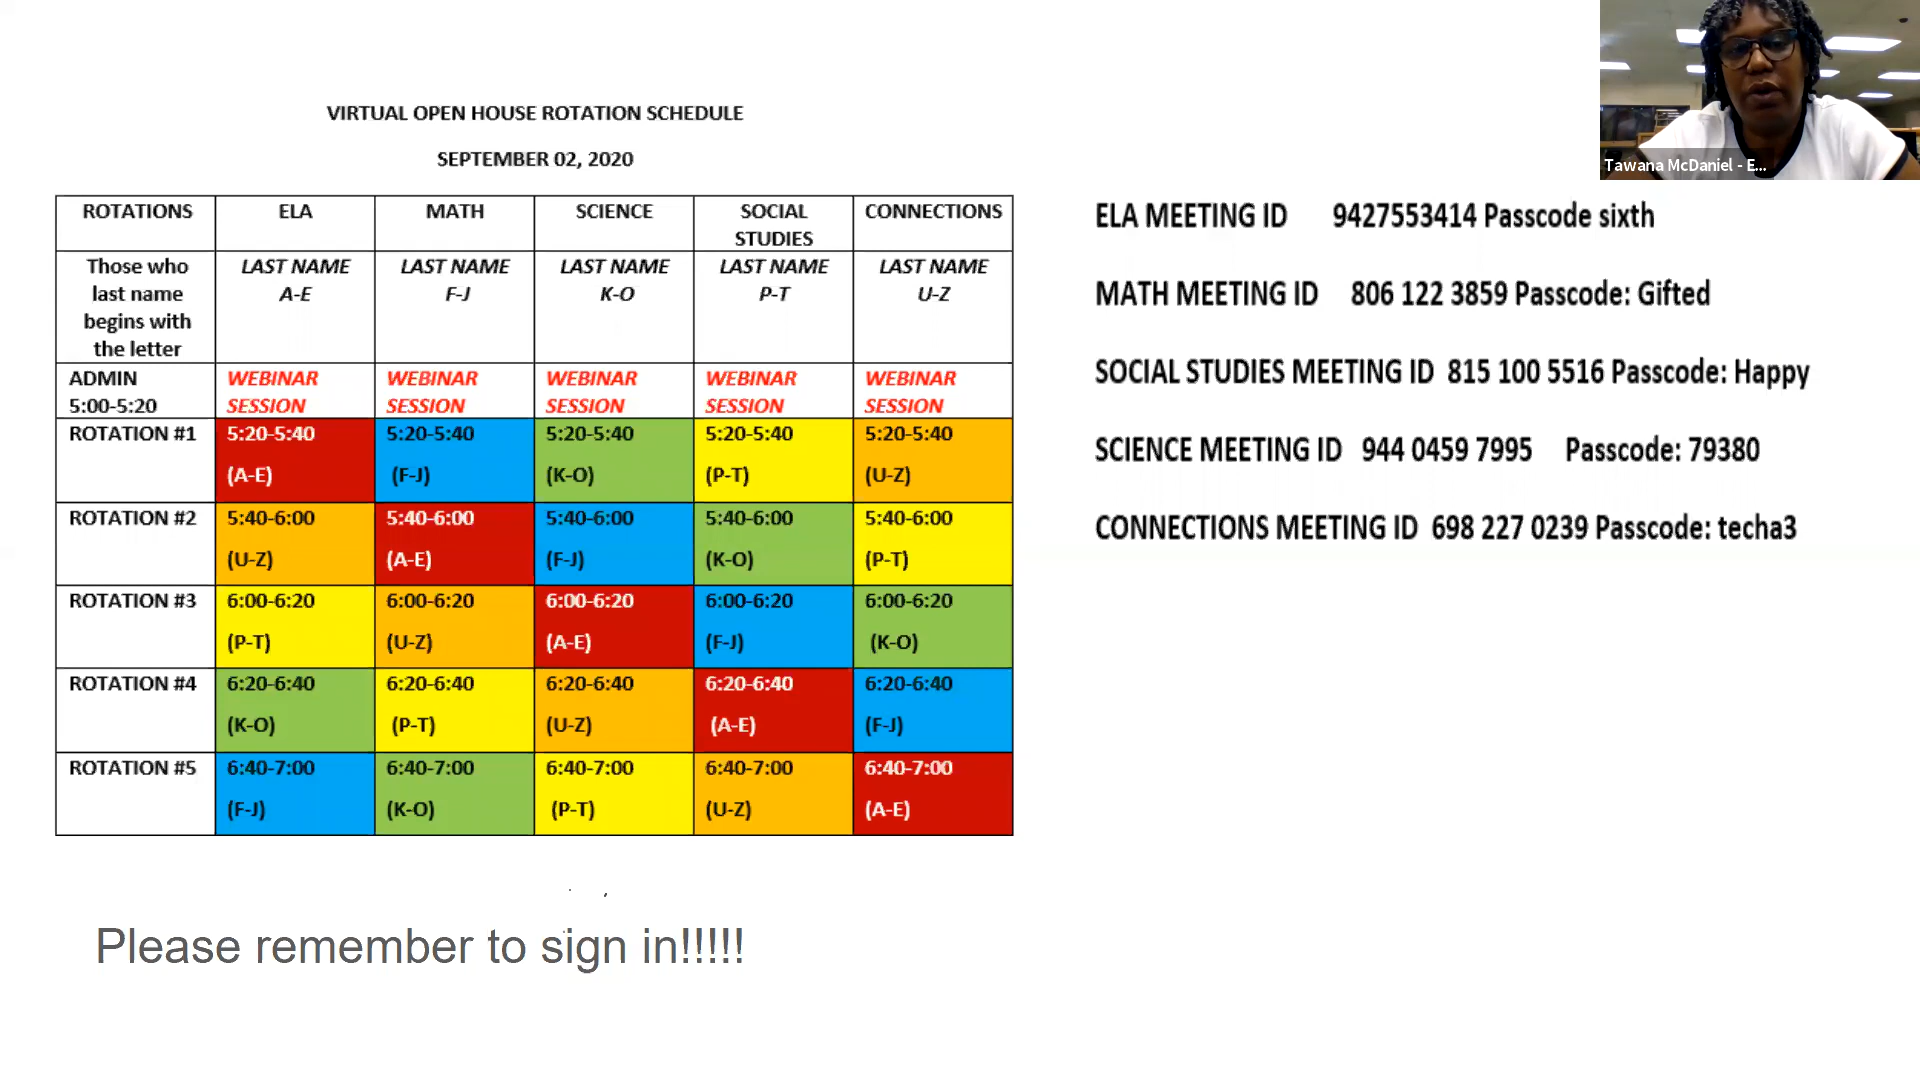 VIRTUAL OPEN HOUSE ROTATION SCHEDULE
SEPTEMBER 02, 2020
ROTATIONS ELA MATH SCIENCE SOCIAL STUDIES CONNECTIONS
Those who last name begins with the letter LAST NAME A-E LAST NAME F-J LAST NAME K-O LAST NAME P-T LAST NAME U-Z
ADMIN 5:00-5:20 WEBINAR SESSION WEBINAR SESSION WEBINAR SESSION WEBINAR SESSION WEBINAR SESSION
ROTATION #1 5:20-5:40 (A-E) 5:20-5:40 (F-J) 5:20-5:40 (K-O) 5:20-5:40 (P-T) 5:20-5:40 (U-Z)
ROTATION #2 5:40-6:00 (U-Z) 5:40-6:00 (A-E) 5:40-6:00 (F-J) 5:40-6:00 (K-O) 5:40-6:00 (P-T)
ROTATION #3 6:00-6:20 (P-T) 6:00-6:20 (U-Z) 6:00-6:20 (A-E) 6:00-6:20 (F-J) 6:00-6:20 (K-O)
ROTATION #4 6:20-6:40 (K-O) 6:20-6:40 (P-T) 6:20-6:40 (U-Z) 6:20-6:40 (A-E) 6:20-6:40 (F-J)
ROTATION #5 6:40-7:00 (F-J) 6:40-7:00 (K-O) 6:40-7:00 (P-T) 6:40-7:00 (U-Z) 6:40-7:00 (A-E)
Please remember to sign in!!!!!
Tawana McDaniel - E...
ELA MEETING ID 9427553414 Passcode sixth
MATH MEETING ID 806 122 3859 Passcode: Gifted
SOCIAL STUDIES MEETING ID 815 100 5516 Passcode: Happy
SCIENCE MEETING ID 944 0459 7995 Passcode: 79380
CONNECTIONS MEETING ID 698 227 0239 Passcode: techa3